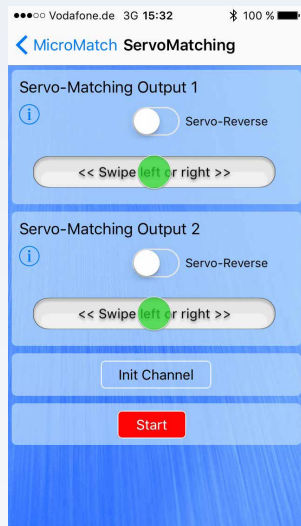 Vodafone.de 3G 15:32 100 %
MicroMatch ServoMatching
Servo-Matching Output 1
i Servo-Reverse
<< Swipe left or right >>
Servo-Matching Output 2
i Servo-Reverse
<< Swipe left or right >>
Init Channel
Start